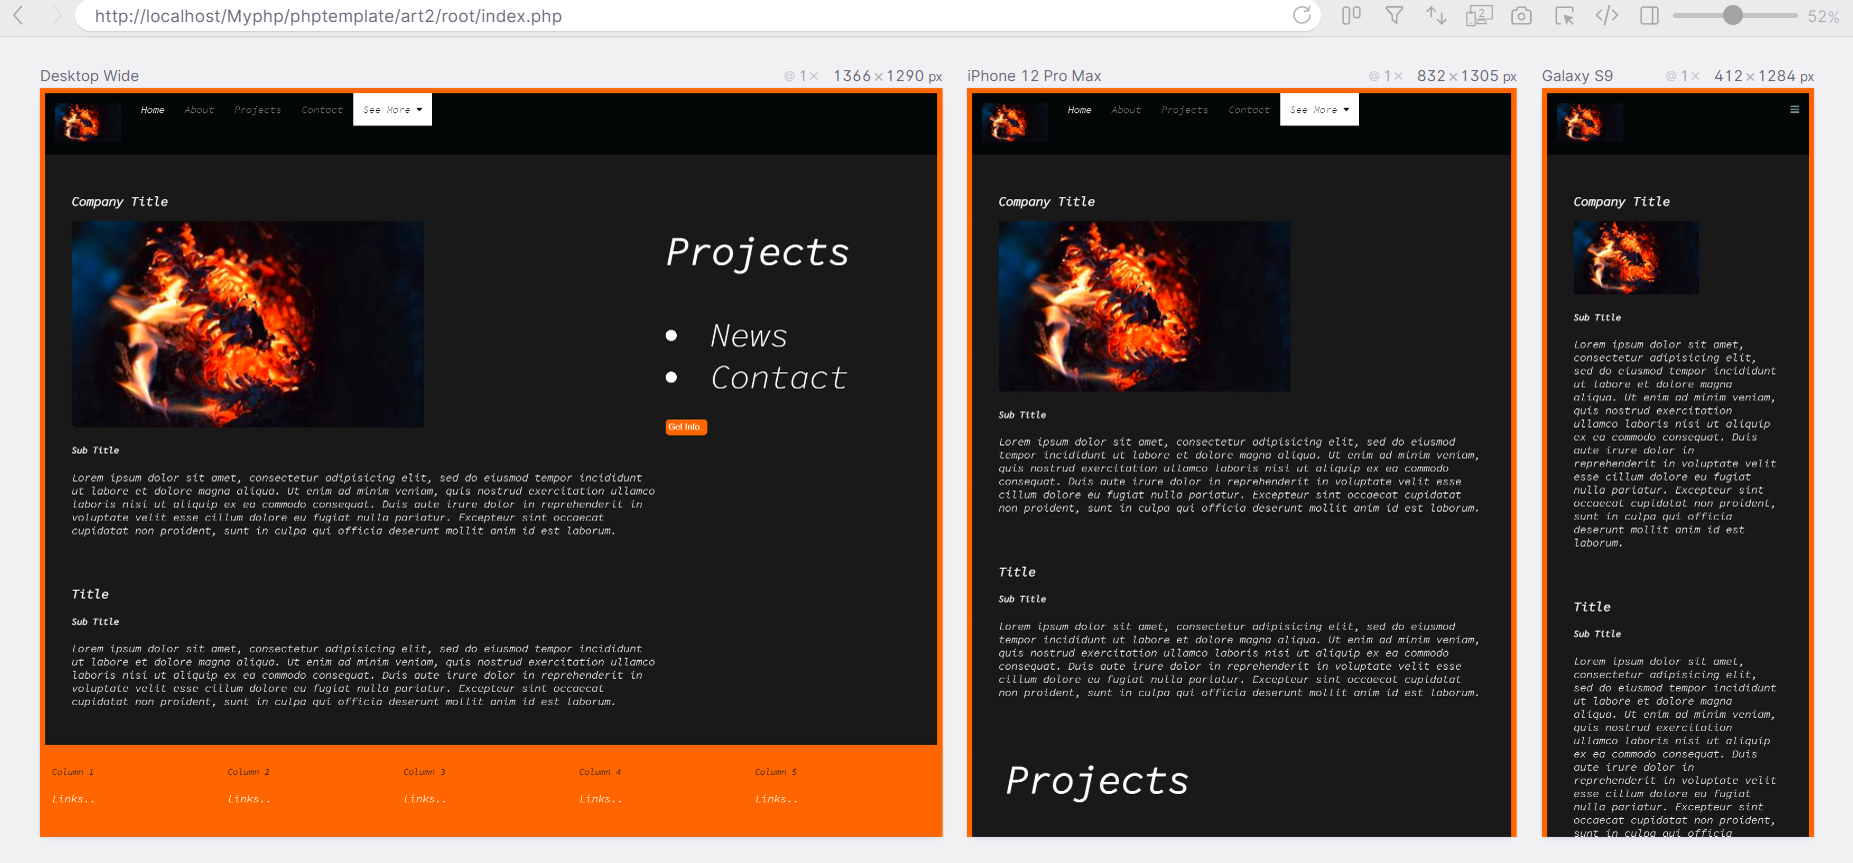 http://localhost/Myphp/phptemplate/art2/root/index.php
2
52%
Desktop Wide
@ 1× 1366×1290 px
Home About Projects Contact See More
Company Title
Projects
News
Contact
Get Info
Sub Title
Lorem ipsum dolor sit amet, consectetur adipisicing elit, sed do eiusmod tempor incididunt
ut labore et dolore magna aliqua. Ut enim ad minim veniam, quis nostrud exercitation ullamco
laboris nisi ut aliquip ex ea commodo consequat. Duis aute irure dolor in reprehenderit in
voluptate velit esse cillum dolore eu fugiat nulla pariatur. Excepteur sint occaecat
cupidatat non proident, sunt in culpa qui officia deserunt mollit anim id est laborum.
Title
Sub Title
Lorem ipsum dolor sit amet, consectetur adipisicing elit, sed do eiusmod tempor incididunt
ut labore et dolore magna aliqua. Ut enim ad minim veniam, quis nostrud exercitation ullamco
laboris nisi ut aliquip ex ea commodo consequat. Duis aute irure dolor in reprehenderit in
voluptate velit esse cillum dolore eu fugiat nulla pariatur. Excepteur sint occaecat
cupidatat non proident, sunt in culpa qui officia deserunt mollit anim id est laborum.
Column 1 Column 2 Column 3 Column 4 Column 5
Links.. Links.. Links.. Links.. Links..
iPhone 12 Pro Max
@ 1× 832×1305 px
Home About Projects Contact See More
Company Title
Sub Title
Lorem ipsum dolor sit amet, consectetur adipisicing elit, sed do eiusmod
tempor incididunt ut labore et dolore magna aliqua. Ut enim ad minim veniam,
quis nostrud exercitation ullamco laboris nisi ut aliquip ex ea commodo
consequat. Duis aute irure dolor in reprehenderit in voluptate velit esse
cillum dolore eu fugiat nulla pariatur. Excepteur sint occaecat cupidatat
non proident, sunt in culpa qui officia deserunt mollit anim id est laborum.
Title
Sub Title
Lorem ipsum dolor sit amet, consectetur adipisicing elit, sed do eiusmod
tempor incididunt ut labore et dolore magna aliqua. Ut enim ad minim veniam,
quis nostrud exercitation ullamco laboris nisi ut aliquip ex ea commodo
consequat. Duis aute irure dolor in reprehenderit in voluptate velit esse
cillum dolore eu fugiat nulla pariatur. Excepteur sint occaecat cupidatat
non proident, sunt in culpa qui officia deserunt mollit anim id est laborum.
Projects
Galaxy S9
@ 1× 412×1284 px
Company Title
Sub Title
Lorem ipsum dolor sit amet,
consectetur adipisicing elit,
sed do eiusmod tempor incididunt
ut labore et dolore magna
aliqua. Ut enim ad minim veniam,
quis nostrud exercitation
ullamco laboris nisi ut aliquip
ex ea commodo consequat. Duis
aute irure dolor in
reprehenderit in voluptate velit
esse cillum dolore eu fugiat
nulla pariatur. Excepteur sint
occaecat cupidatat non proident,
sunt in culpa qui officia
deserunt mollit anim id est
laborum.
Title
Sub Title
Lorem ipsum dolor sit amet,
consectetur adipisicing elit,
sed do eiusmod tempor incididunt
ut labore et dolore magna
aliqua. Ut enim ad minim veniam,
quis nostrud exercitation
ullamco laboris nisi ut aliquip
ex ea commodo consequat. Duis
aute irure dolor in
reprehenderit in voluptate velit
esse cillum dolore eu fugiat
nulla pariatur. Excepteur sint
occaecat cupidatat non proident,
sunt in culpa qui officia